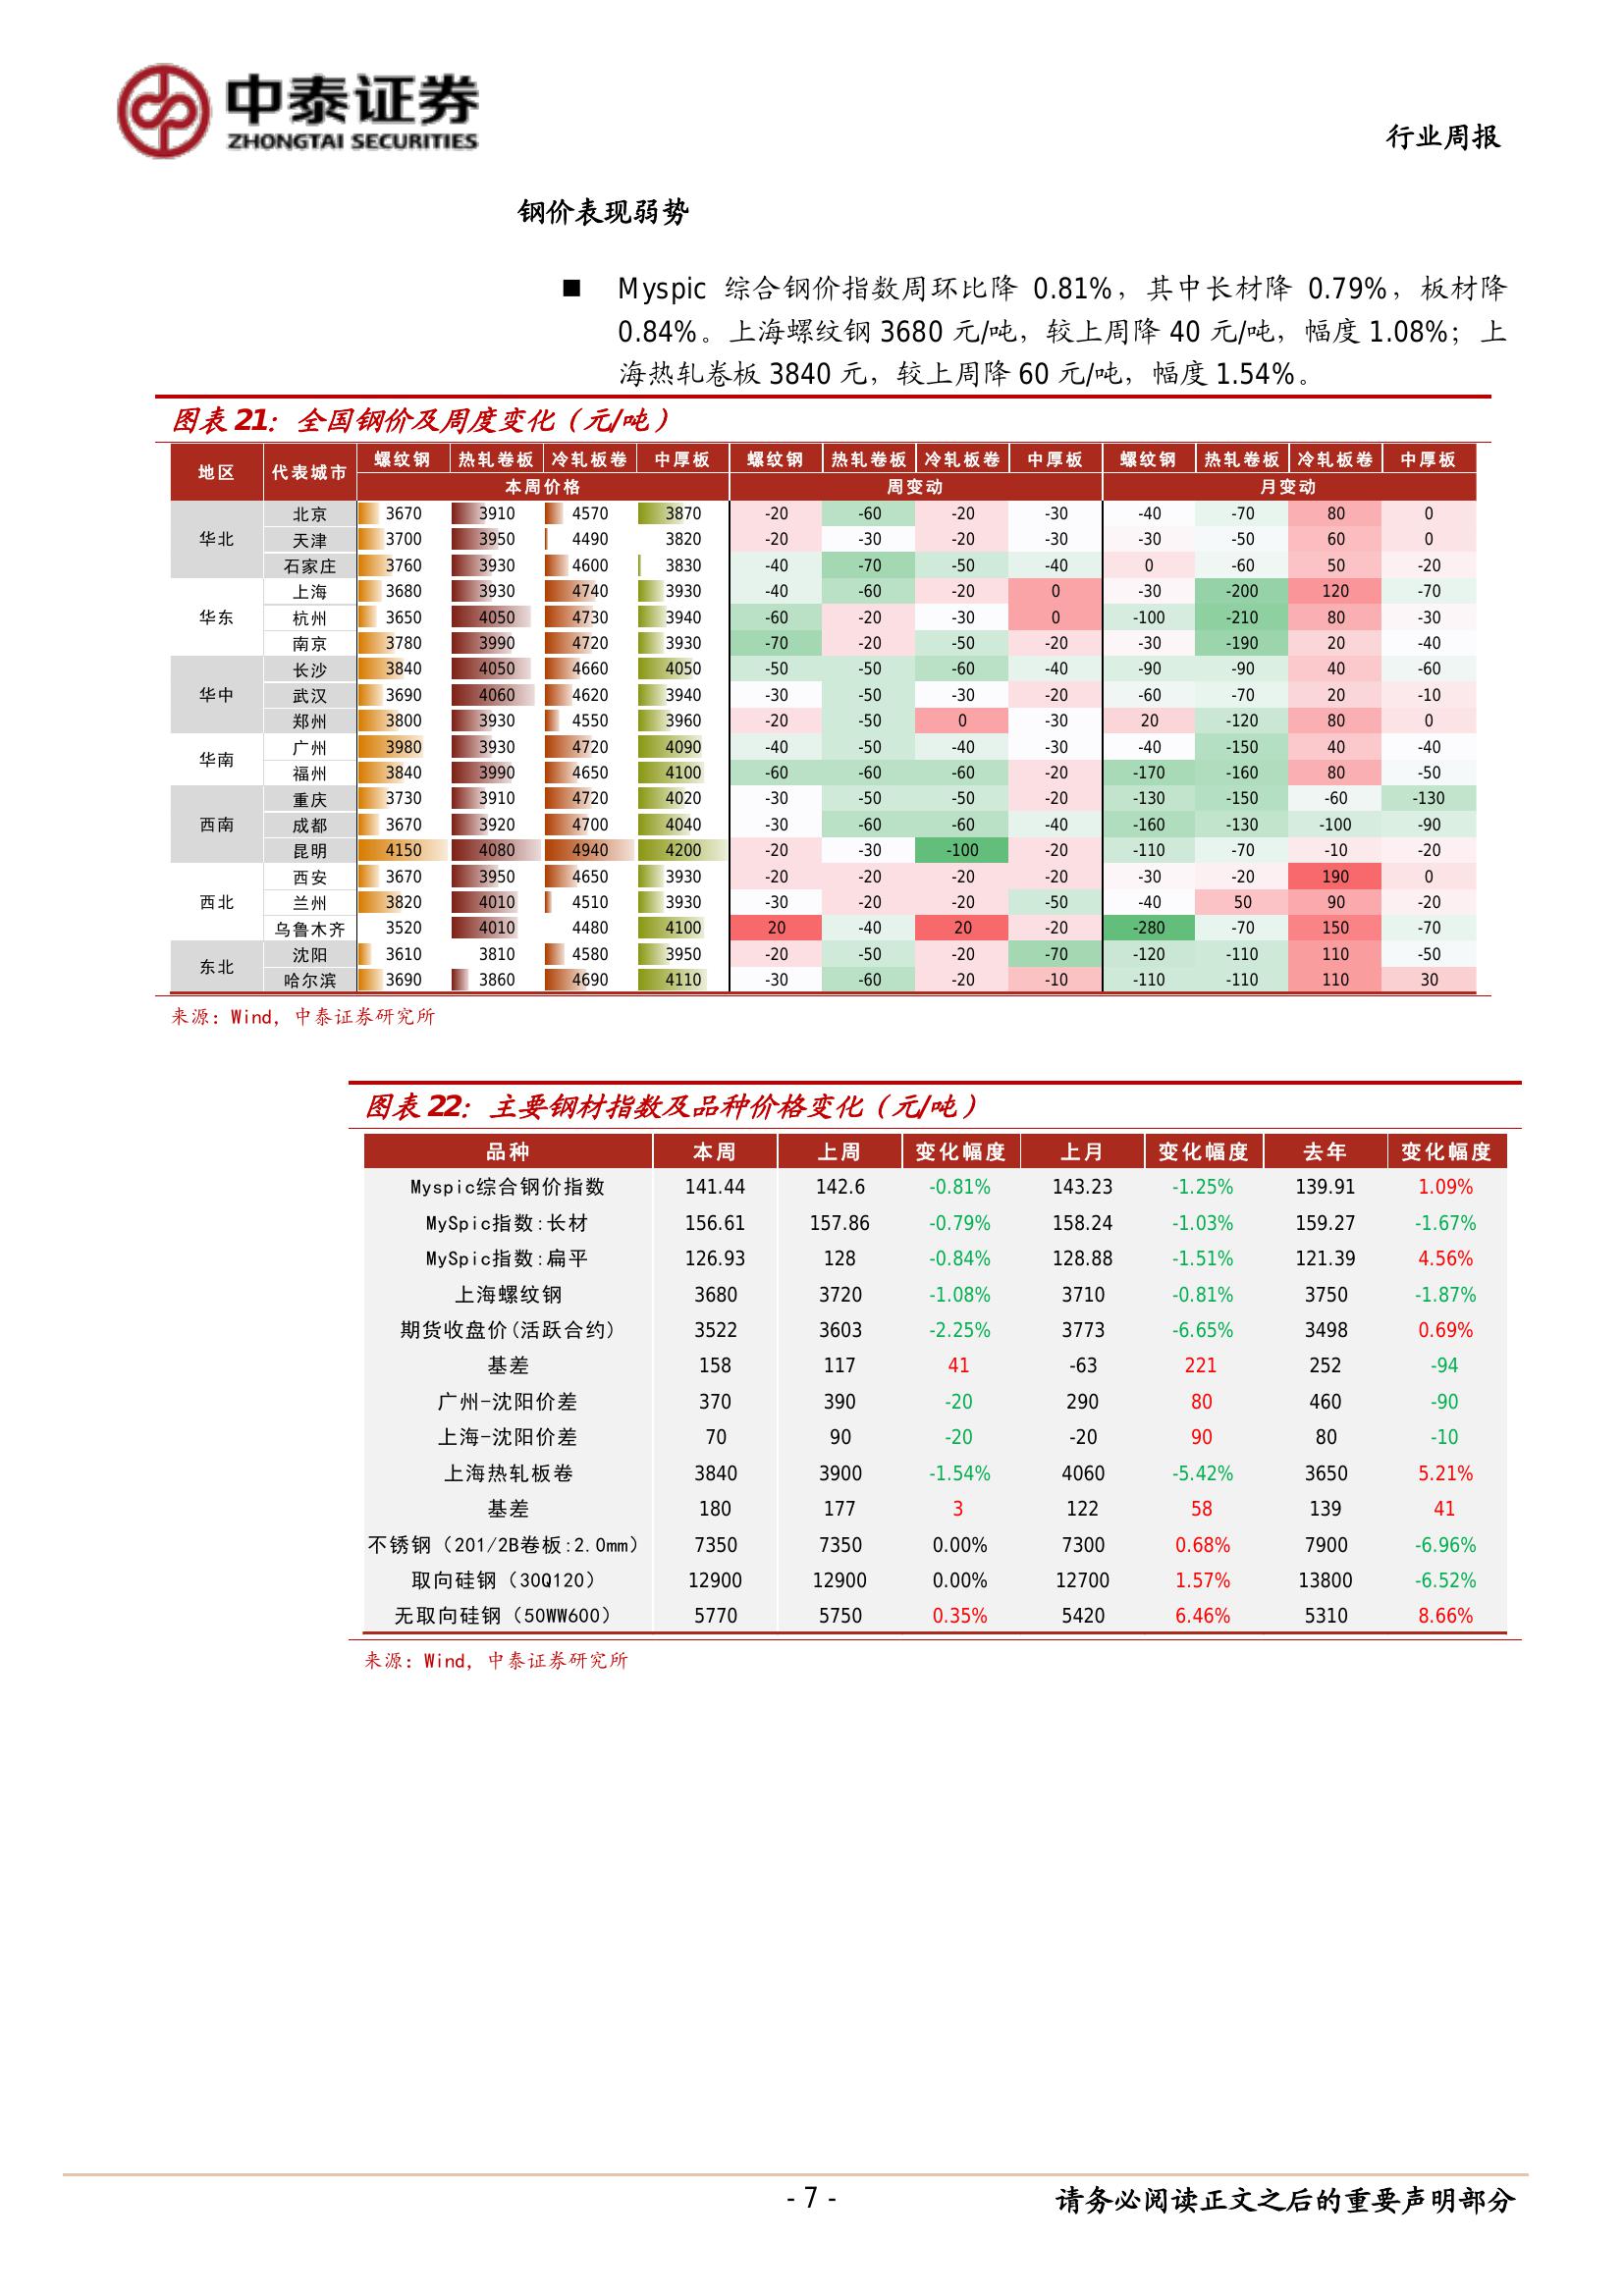 中泰证券
ZHONGTAI SECURITIES
行业周报
钢价表现弱势
■ Myspic 综合钢价指数周环比降 0.81%，其中长材降 0.79%，板材降
0.84%。上海螺纹钢 3680 元/吨，较上周降 40 元/吨，幅度 1.08%；上
海热轧卷板 3840 元，较上周降 60 元/吨，幅度 1.54%。
图表 21：全国钢价及周度变化（元/吨）
地区 代表城市 螺纹钢 热轧卷板 冷轧板卷 中厚板 螺纹钢 热轧卷板 冷轧板卷 中厚板 螺纹钢 热轧卷板 冷轧板卷 中厚板
本周价格 周变动 月变动
华北 北京 3670 3910 4570 3870 -20 -60 -20 -30 -40 -70 80 0
天津 3700 3950 4490 3820 -20 -30 -20 -30 -30 -50 60 0
石家庄 3760 3930 4600 3830 -40 -70 -50 -40 0 -60 50 -20
华东 上海 3680 3930 4740 3930 -40 -60 -20 0 -30 -200 120 -70
杭州 3650 4050 4730 3940 -60 -20 -30 0 -100 -210 80 -30
南京 3780 3990 4720 3930 -70 -20 -50 -20 -30 -190 20 -40
华中 长沙 3840 4050 4660 4050 -50 -50 -60 -40 -90 -90 40 -60
武汉 3690 4060 4620 3940 -30 -50 -30 -20 -60 -70 20 -10
郑州 3800 3930 4550 3960 -20 -50 0 -30 20 -120 80 0
华南 广州 3980 3930 4720 4090 -40 -50 -40 -30 -40 -150 40 -40
福州 3840 3990 4650 4100 -60 -60 -60 -20 -170 -160 80 -50
西南 重庆 3730 3910 4720 4020 -30 -50 -50 -20 -130 -150 -60 -130
成都 3670 3920 4700 4040 -30 -60 -60 -40 -160 -130 -100 -90
昆明 4150 4080 4940 4200 -20 -30 -100 -20 -110 -70 -10 -20
西北 西安 3670 3950 4650 3930 -20 -20 -20 -20 -30 -20 190 0
兰州 3820 4010 4510 3930 -30 -20 -20 -50 -40 50 90 -20
乌鲁木齐 3520 4010 4480 4100 20 -40 20 -20 -280 -70 150 -70
东北 沈阳 3610 3810 4580 3950 -20 -50 -20 -70 -120 -110 110 -50
哈尔滨 3690 3860 4690 4110 -30 -60 -20 -10 -110 -110 110 30
来源：Wind，中泰证券研究所
图表 22：主要钢材指数及品种价格变化（元/吨）
品种 本周 上周 变化幅度 上月 变化幅度 去年 变化幅度
Myspic综合钢价指数 141.44 142.6 -0.81% 143.23 -1.25% 139.91 1.09%
MySpic指数:长材 156.61 157.86 -0.79% 158.24 -1.03% 159.27 -1.67%
MySpic指数:扁平 126.93 128 -0.84% 128.88 -1.51% 121.39 4.56%
上海螺纹钢 3680 3720 -1.08% 3710 -0.81% 3750 -1.87%
期货收盘价(活跃合约) 3522 3603 -2.25% 3773 -6.65% 3498 0.69%
基差 158 117 41 -63 221 252 -94
广州-沈阳价差 370 390 -20 290 80 460 -90
上海-沈阳价差 70 90 -20 -20 90 80 -10
上海热轧板卷 3840 3900 -1.54% 4060 -5.42% 3650 5.21%
基差 180 177 3 122 58 139 41
不锈钢（201/2B卷板:2.0mm） 7350 7350 0.00% 7300 0.68% 7900 -6.96%
取向硅钢（30Q120） 12900 12900 0.00% 12700 1.57% 13800 -6.52%
无取向硅钢（50WW600） 5770 5750 0.35% 5420 6.46% 5310 8.66%
来源：Wind，中泰证券研究所
- 7 -
请务必阅读正文之后的重要声明部分